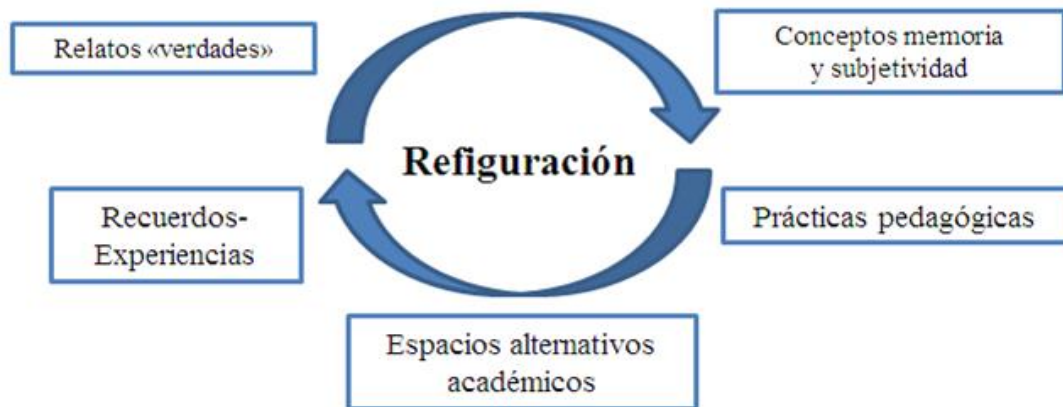 Relatos «verdades»
Conceptos memoria
y subjetividad
Refiguración
Recuerdos-
Experiencias
Prácticas pedagógicas
Espacios alternativos
académicos